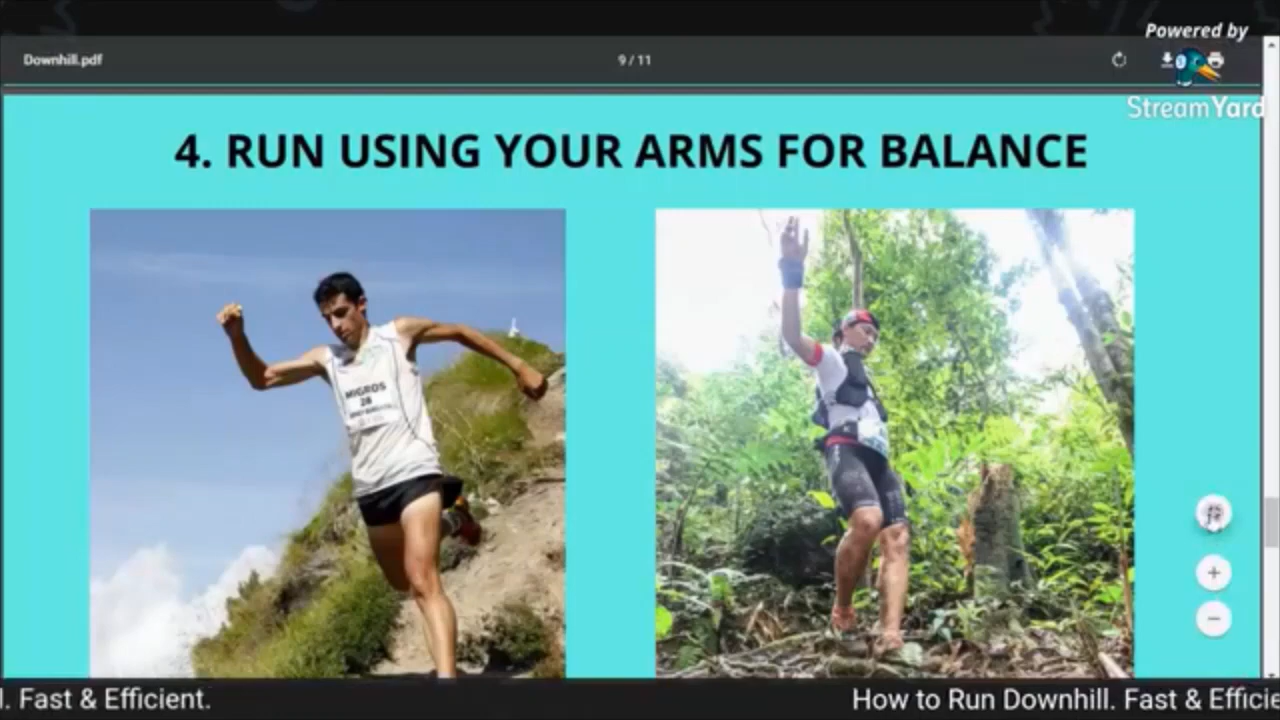 Powered by
Downhill.pdf
9 / 11
StreamYard
4. RUN USING YOUR ARMS FOR BALANCE
MIGROS
28
l. Fast & Efficient.
How to Run Downhill. Fast & Efficie